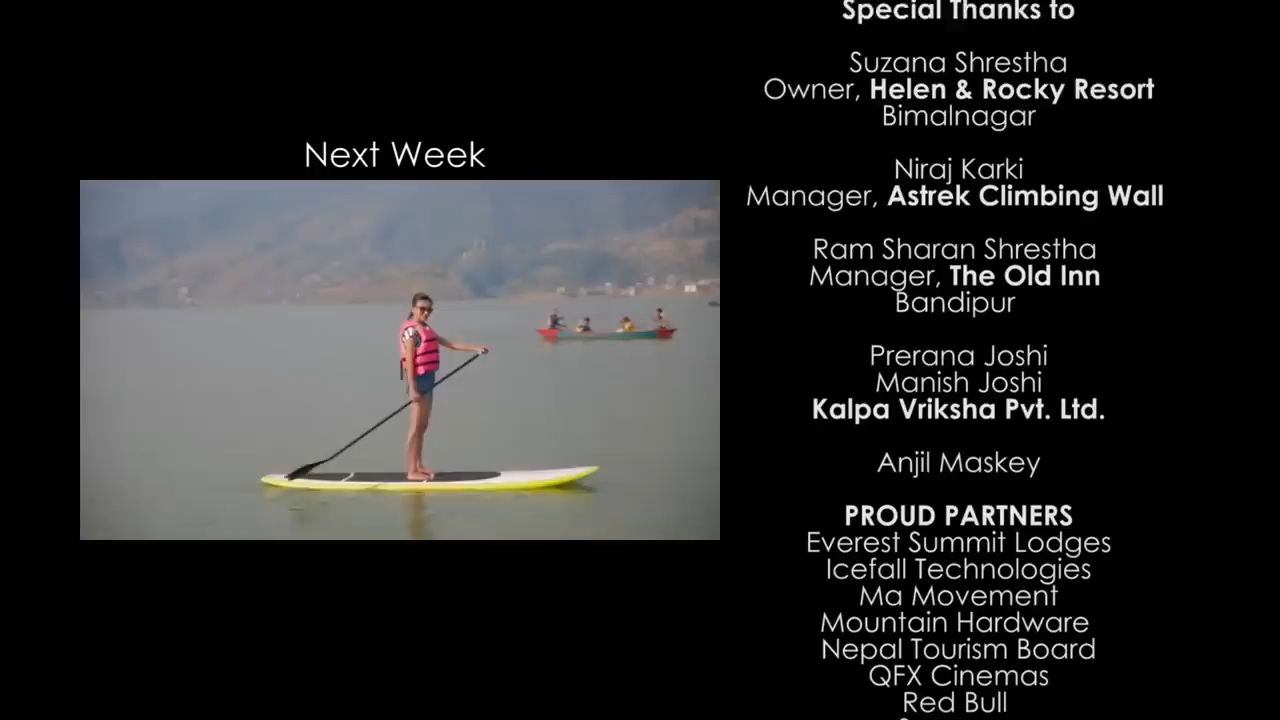 Next Week
Special Thanks to
Suzana Shrestha
Owner, Helen & Rocky Resort
Bimalnagar
Niraj Karki
Manager, Astrek Climbing Wall
Ram Sharan Shrestha
Manager, The Old Inn
Bandipur
Prerana Joshi
Manish Joshi
Kalpa Vriksha Pvt. Ltd.
Anjil Maskey
PROUD PARTNERS
Everest Summit Lodges
Icefall Technologies
Ma Movement
Mountain Hardware
Nepal Tourism Board
QFX Cinemas
Red Bull